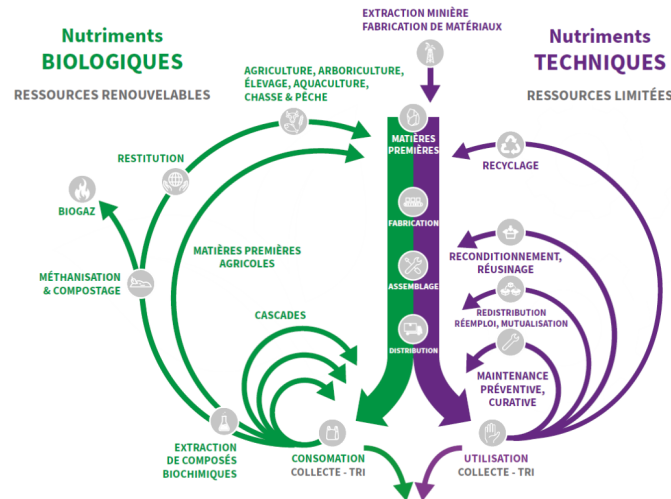 Nutriments
BIOLOGIQUES
RESSOURCES RENOUVELABLES
EXTRACTION MINIÈRE
FABRICATION DE MATÉRIAUX
Nutriments
TECHNIQUES
RESSOURCES LIMITÉES
AGRICULTURE, ARBORICULTURE,
ÉLEVAGE, AQUACULTURE,
CHASSE & PÊCHE
MATIÈRES
PREMIÈRES
RESTITUTION
RECYCLAGE
BIOGAZ
FABRICATION
MATIÈRES PREMIÈRES
AGRICOLES
RECONDITIONNEMENT,
RÉUSINAGE
MÉTHANISATION
& COMPOSTAGE
ASSEMBLAGE
CASCADES
REDISTRIBUTION
RÉEMPLOI, MUTUALISATION
DISTRIBUTION
MAINTENANCE
PRÉVENTIVE,
CURATIVE
EXTRACTION
DE COMPOSÉS
BIOCHIMIQUES
CONSOMATION
COLLECTE - TRI
UTILISATION
COLLECTE - TRI